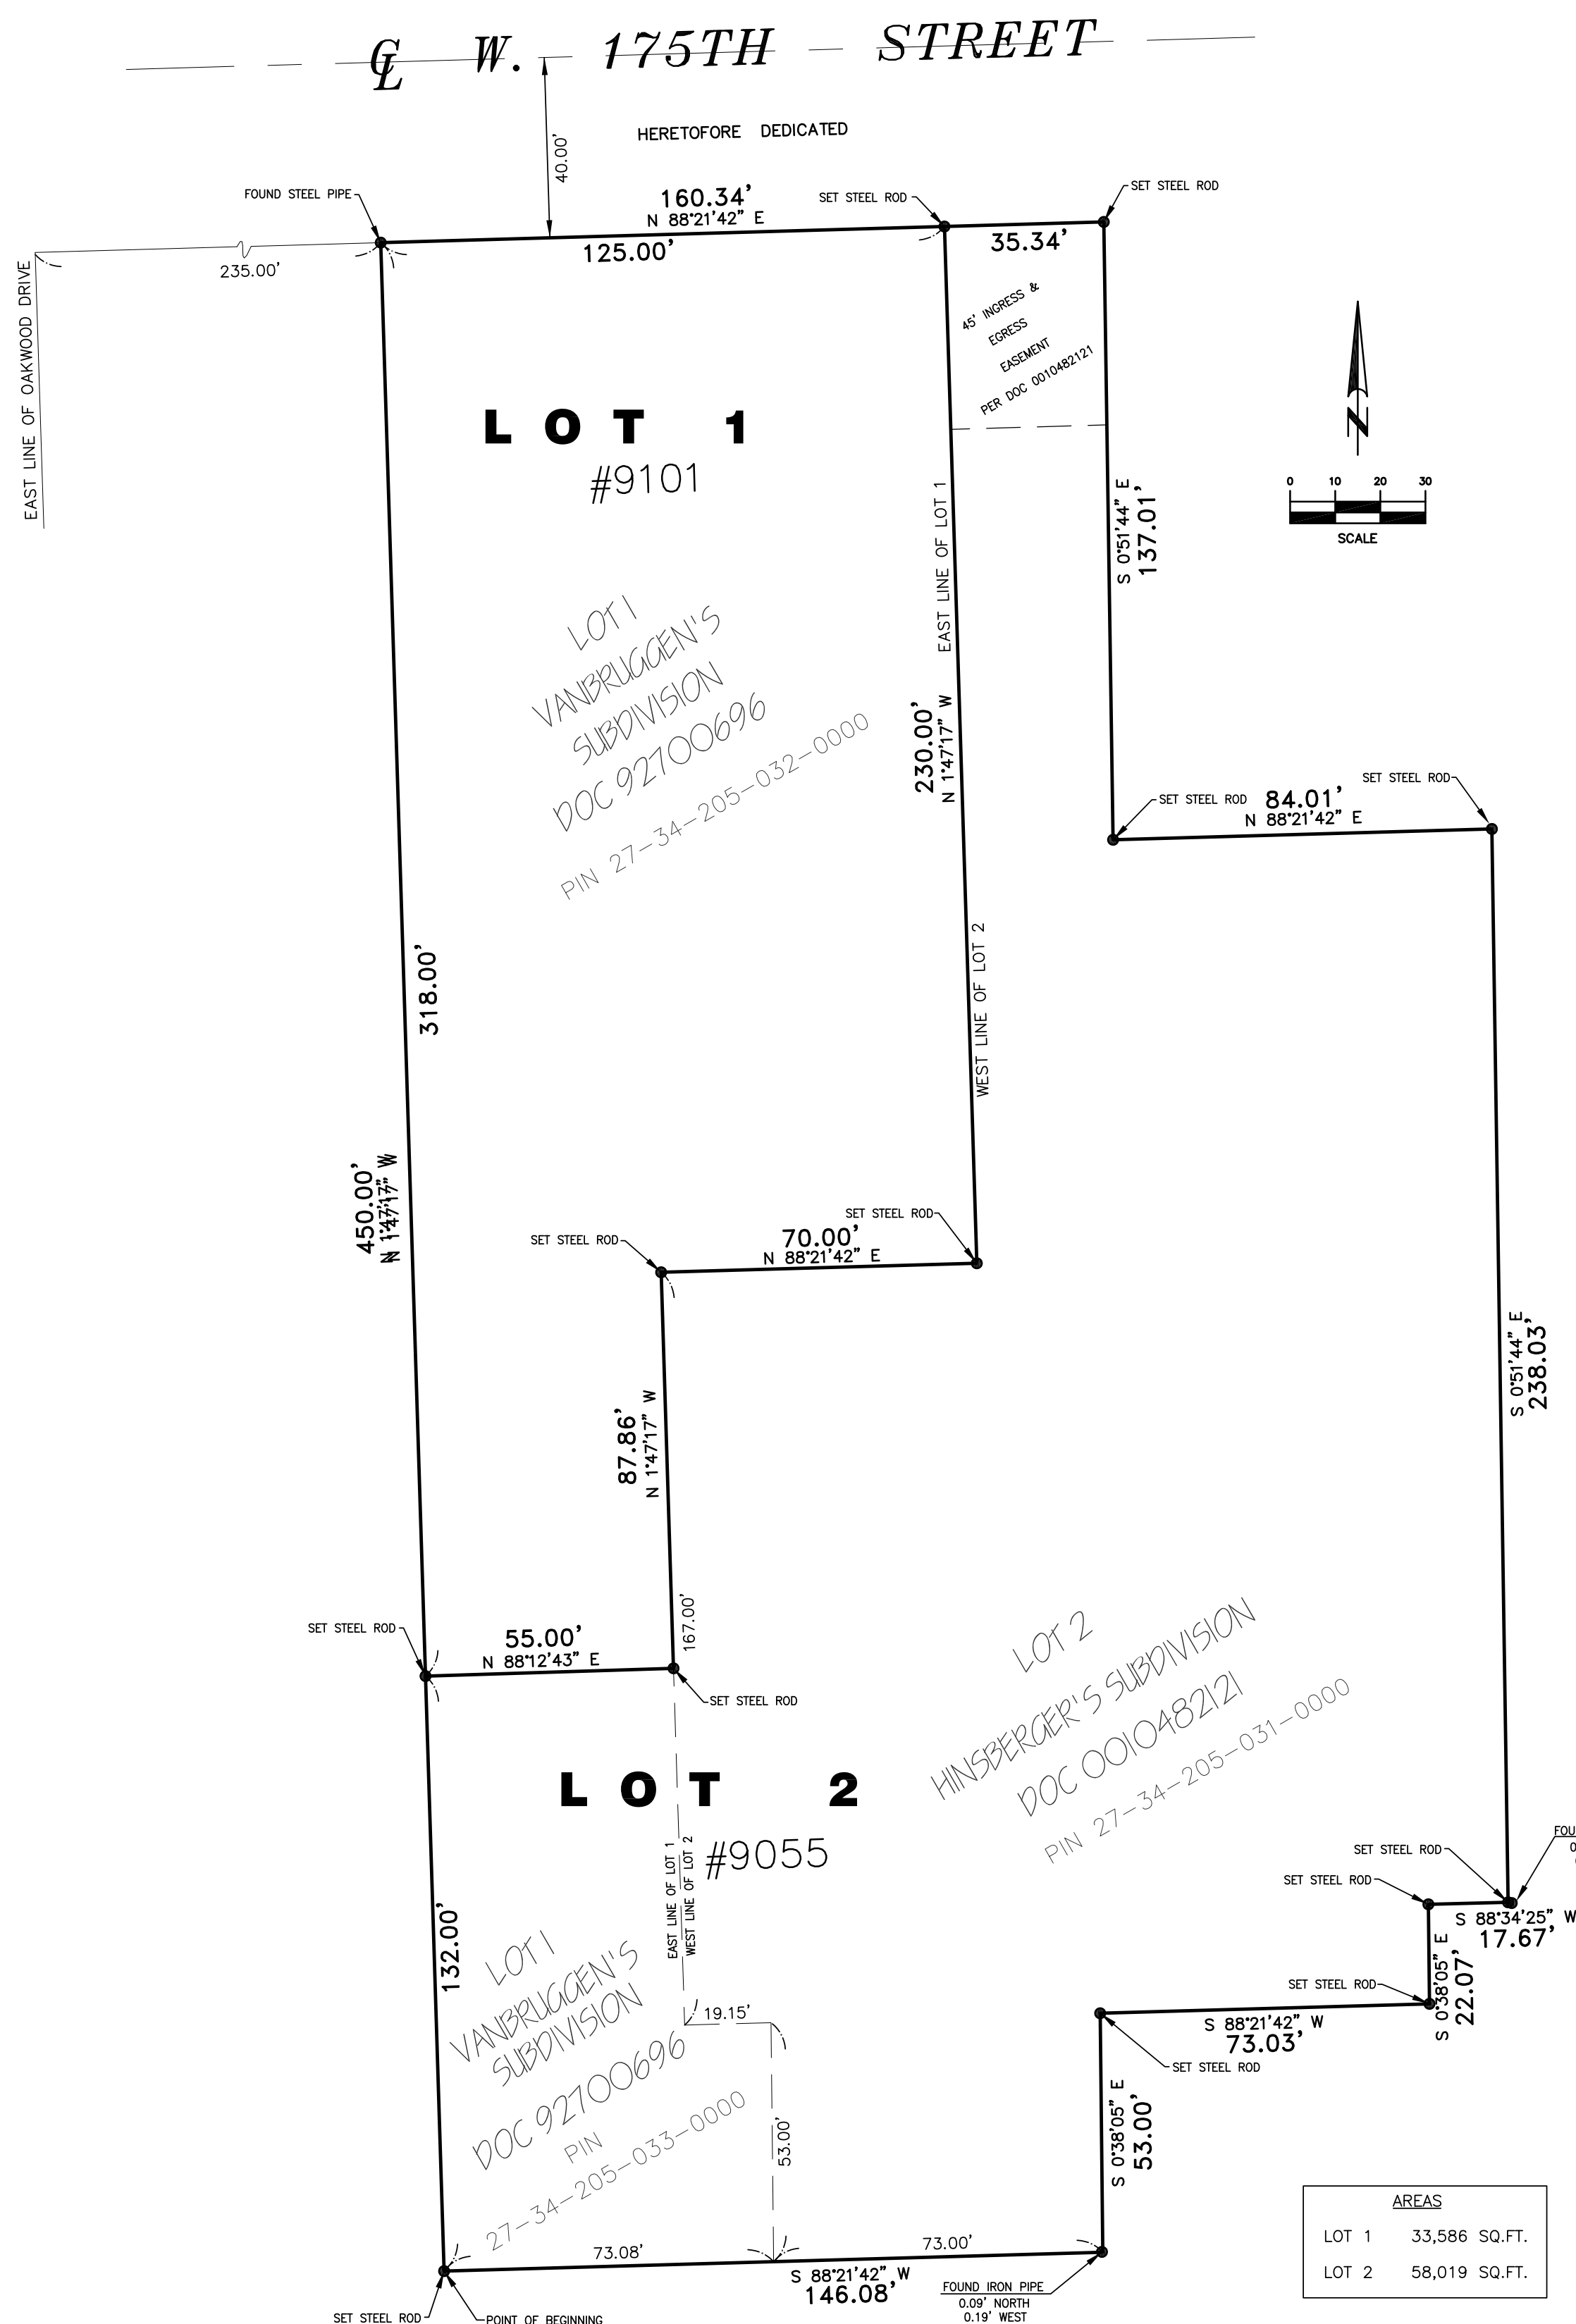 CL W. 175TH STREET
HERETOFORE DEDICATED
40.00'
FOUND STEEL PIPE
160.34'
N 88°21'42" E
125.00'
SET STEEL ROD
SET STEEL ROD
35.34'
235.00'
EAST LINE OF OAKWOOD DRIVE
45' INGRESS &
EGRESS
EASEMENT
PER DOC 0010482121
LOT 1
#9101
EAST LINE OF LOT 1
S 0°51'44" E
137.01'
0 10 20 30
SCALE
N
LOT 1
VANBRUGGEN'S
SUBDIVISION
DOC 92700696
PIN 27-34-205-032-0000
230.00'
N 1°47'17" W
SET STEEL ROD
84.01'
N 88°21'42" E
SET STEEL ROD
WEST LINE OF LOT 2
318.00'
450.00'
N 1°47'17" W
N 1°47'17" W
SET STEEL ROD
70.00'
N 88°21'42" E
SET STEEL ROD
S 0°51'44" E
238.03'
87.86'
N 1°47'17" W
167.00'
SET STEEL ROD
55.00'
N 88°12'43" E
SET STEEL ROD
LOT 2
HINSBERGER'S SUBDIVISION
DOC 0010482121
PIN 27-34-205-031-0000
LOT 2
#9055
EAST LINE OF LOT 1
WEST LINE OF LOT 2
132.00'
LOT 1
VANBRUGGEN'S
SUBDIVISION
DOC 92700696
PIN
27-34-205-033-0000
19.15'
53.00'
SET STEEL ROD
SET STEEL ROD
S 88°34'25" W
17.67'
S 0°38'05" E
22.07'
SET STEEL ROD
S 88°21'42" W
73.03'
SET STEEL ROD
S 0°38'05" E
53.00'
73.08'
73.00'
S 88°21'42" W
146.08'
FOUND IRON PIPE
0.09' NORTH
0.19' WEST
SET STEEL ROD
POINT OF BEGINNING
AREAS
LOT 1 33,586 SQ.FT.
LOT 2 58,019 SQ.FT.